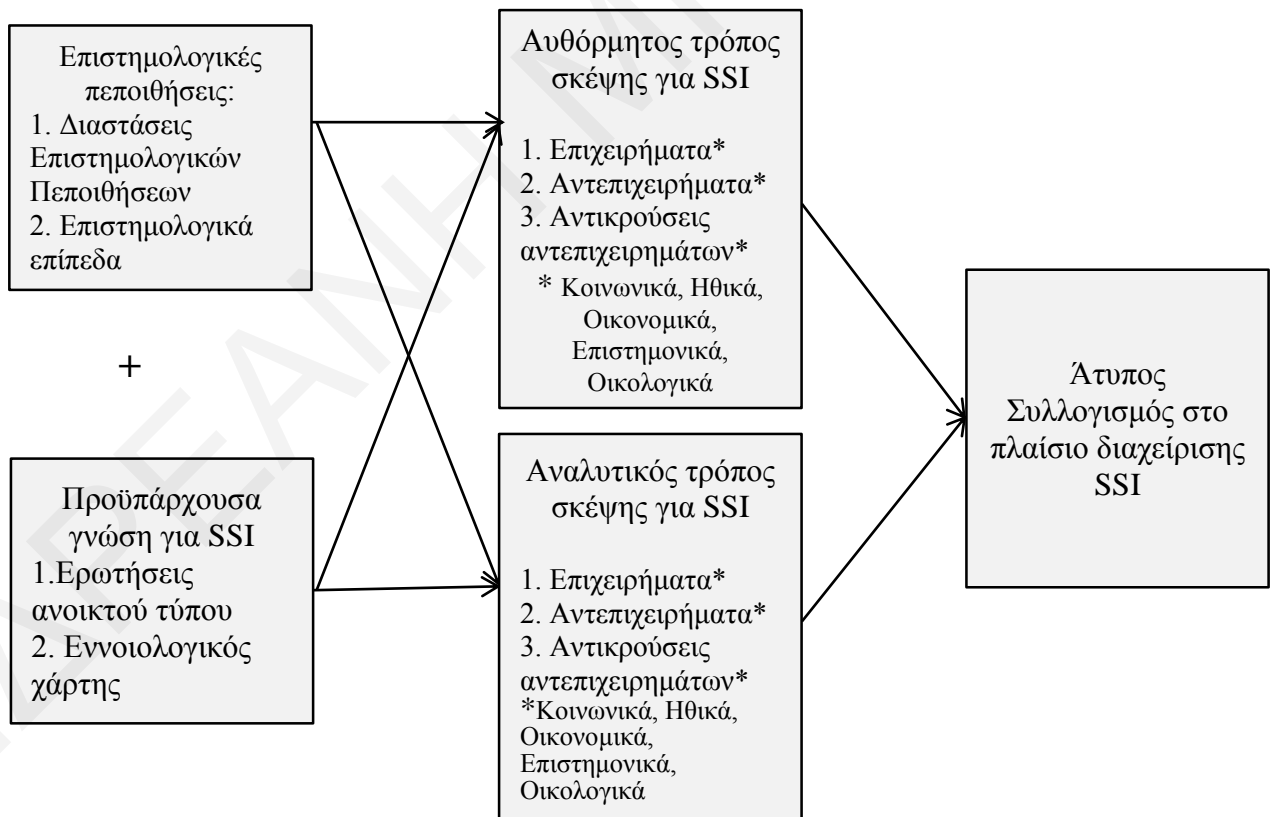 Επιστημολογικές
πεποιθήσεις:
1. Διαστάσεις
Επιστημολογικών
Πεποιθήσεων
2. Επιστημολογικά
επίπεδα
+
Προϋπάρχουσα
γνώση για SSI
1.Ερωτήσεις
ανοικτού τύπου
2. Εννοιολογικός
χάρτης
Αυθόρμητος τρόπος
σκέψης για SSI
1. Επιχειρήματα*
2. Αντεπιχειρήματα*
3. Αντικρούσεις
αντεπιχειρημάτων*
* Κοινωνικά, Ηθικά,
Οικονομικά,
Επιστημονικά,
Οικολογικά
Αναλυτικός τρόπος
σκέψης για SSI
1. Επιχειρήματα*
2. Αντεπιχειρήματα*
3. Αντικρούσεις
αντεπιχειρημάτων*
*Κοινωνικά, Ηθικά,
Οικονομικά,
Επιστημονικά,
Οικολογικά
Άτυπος
Συλλογισμός στο
πλαίσιο διαχείρισης
SSI